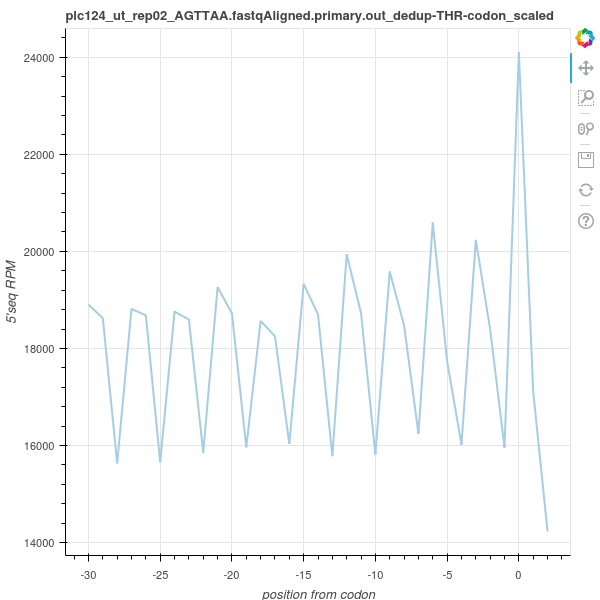 plc124_ut_rep02_AGTTAA.fastqAligned.primary.out_dedup-THR-codon_scaled
24000
22000
20000
18000
16000
14000
5'seq RPM
-30 -25 -20 -15 -10 -5 0
position from codon